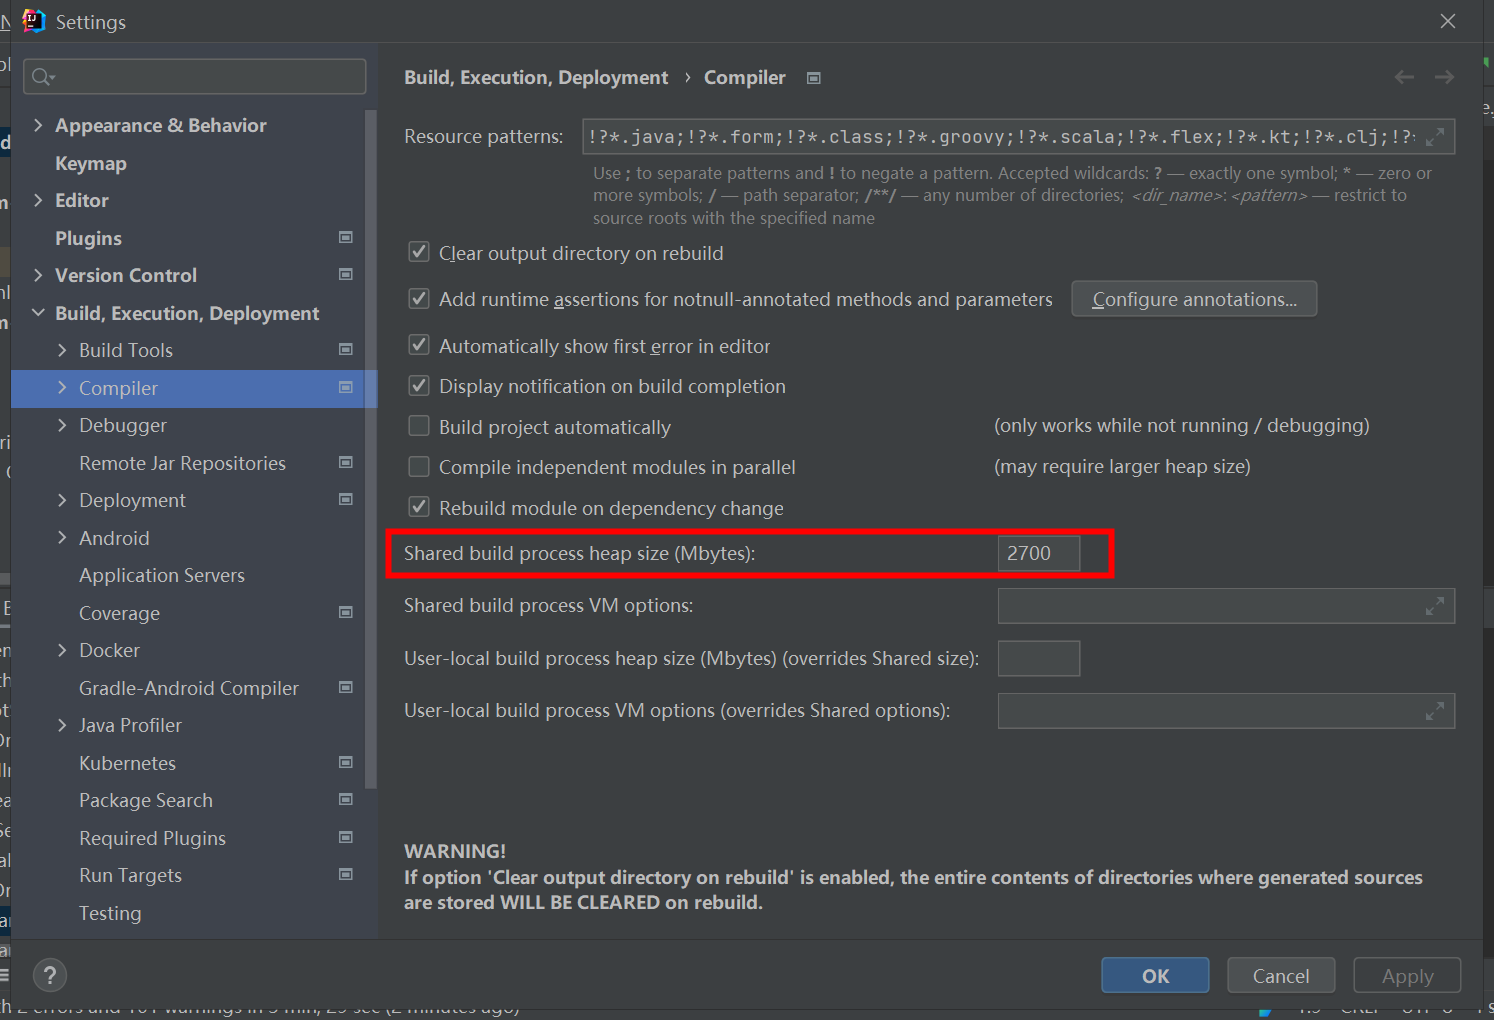 Settings
Build, Execution, Deployment › Compiler
Appearance & Behavior
Keymap
Editor
Plugins
Version Control
Build, Execution, Deployment
Build Tools
Compiler
Debugger
Remote Jar Repositories
Deployment
Android
Application Servers
Coverage
Docker
Gradle-Android Compiler
Java Profiler
Kubernetes
Package Search
Required Plugins
Run Targets
Testing
Resource patterns: !?*.java;!?*.form;!?*.class;!?*.groovy;!?*.scala;!?*.flex;!?*.kt;!?*.clj;!?*
Use ; to separate patterns and ! to negate a pattern. Accepted wildcards: ? — exactly one symbol; * — zero or
more symbols; / — path separator; /**/ — any number of directories; <dir_name>:<pattern> — restrict to
source roots with the specified name
Clear output directory on rebuild
Add runtime assertions for notnull-annotated methods and parameters Configure annotations...
Automatically show first error in editor
Display notification on build completion
Build project automatically (only works while not running / debugging)
Compile independent modules in parallel (may require larger heap size)
Rebuild module on dependency change
Shared build process heap size (Mbytes): 2700
Shared build process VM options:
User-local build process heap size (Mbytes) (overrides Shared size):
User-local build process VM options (overrides Shared options):
WARNING!
If option 'Clear output directory on rebuild' is enabled, the entire contents of directories where generated sources
are stored WILL BE CLEARED on rebuild.
? OK Cancel Apply